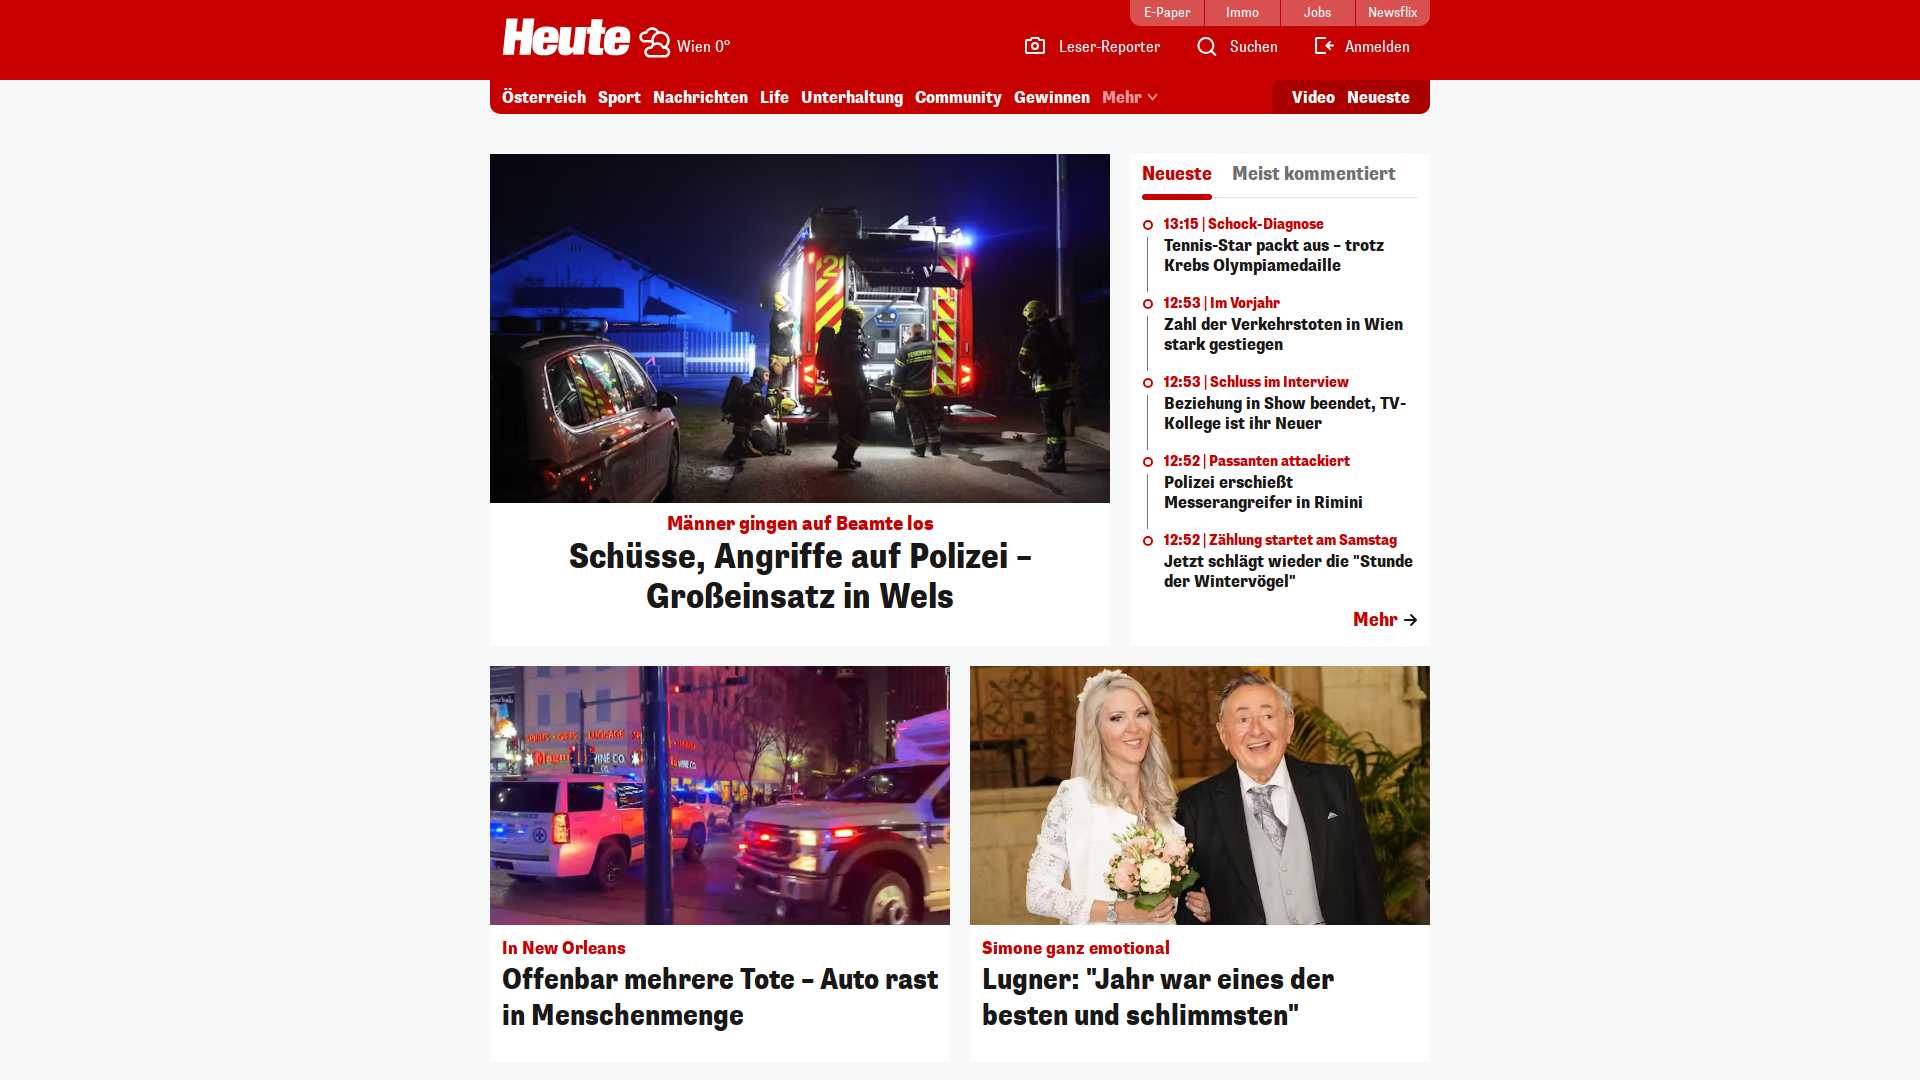 E-Paper
Immo
Jobs
Newsflix
Heute
Wien 0°
Leser-Reporter
Suchen
Anmelden
Österreich
Sport
Nachrichten
Life
Unterhaltung
Community
Gewinnen
Mehr
Video
Neueste
Männer gingen auf Beamte los
Schüsse, Angriffe auf Polizei –
Großeinsatz in Wels
Neueste
Meist kommentiert
13:15 | Schock-Diagnose
Tennis-Star packt aus – trotz
Krebs Olympiamedaille
12:53 | Im Vorjahr
Zahl der Verkehrstoten in Wien
stark gestiegen
12:53 | Schluss im Interview
Beziehung in Show beendet, TV-
Kollege ist ihr Neuer
12:52 | Passanten attackiert
Polizei erschießt
Messerangreifer in Rimini
12:52 | Zählung startet am Samstag
Jetzt schlägt wieder die "Stunde
der Wintervögel"
Mehr
In New Orleans
Offenbar mehrere Tote – Auto rast
in Menschenmenge
Simone ganz emotional
Lugner: "Jahr war eines der
besten und schlimmsten"